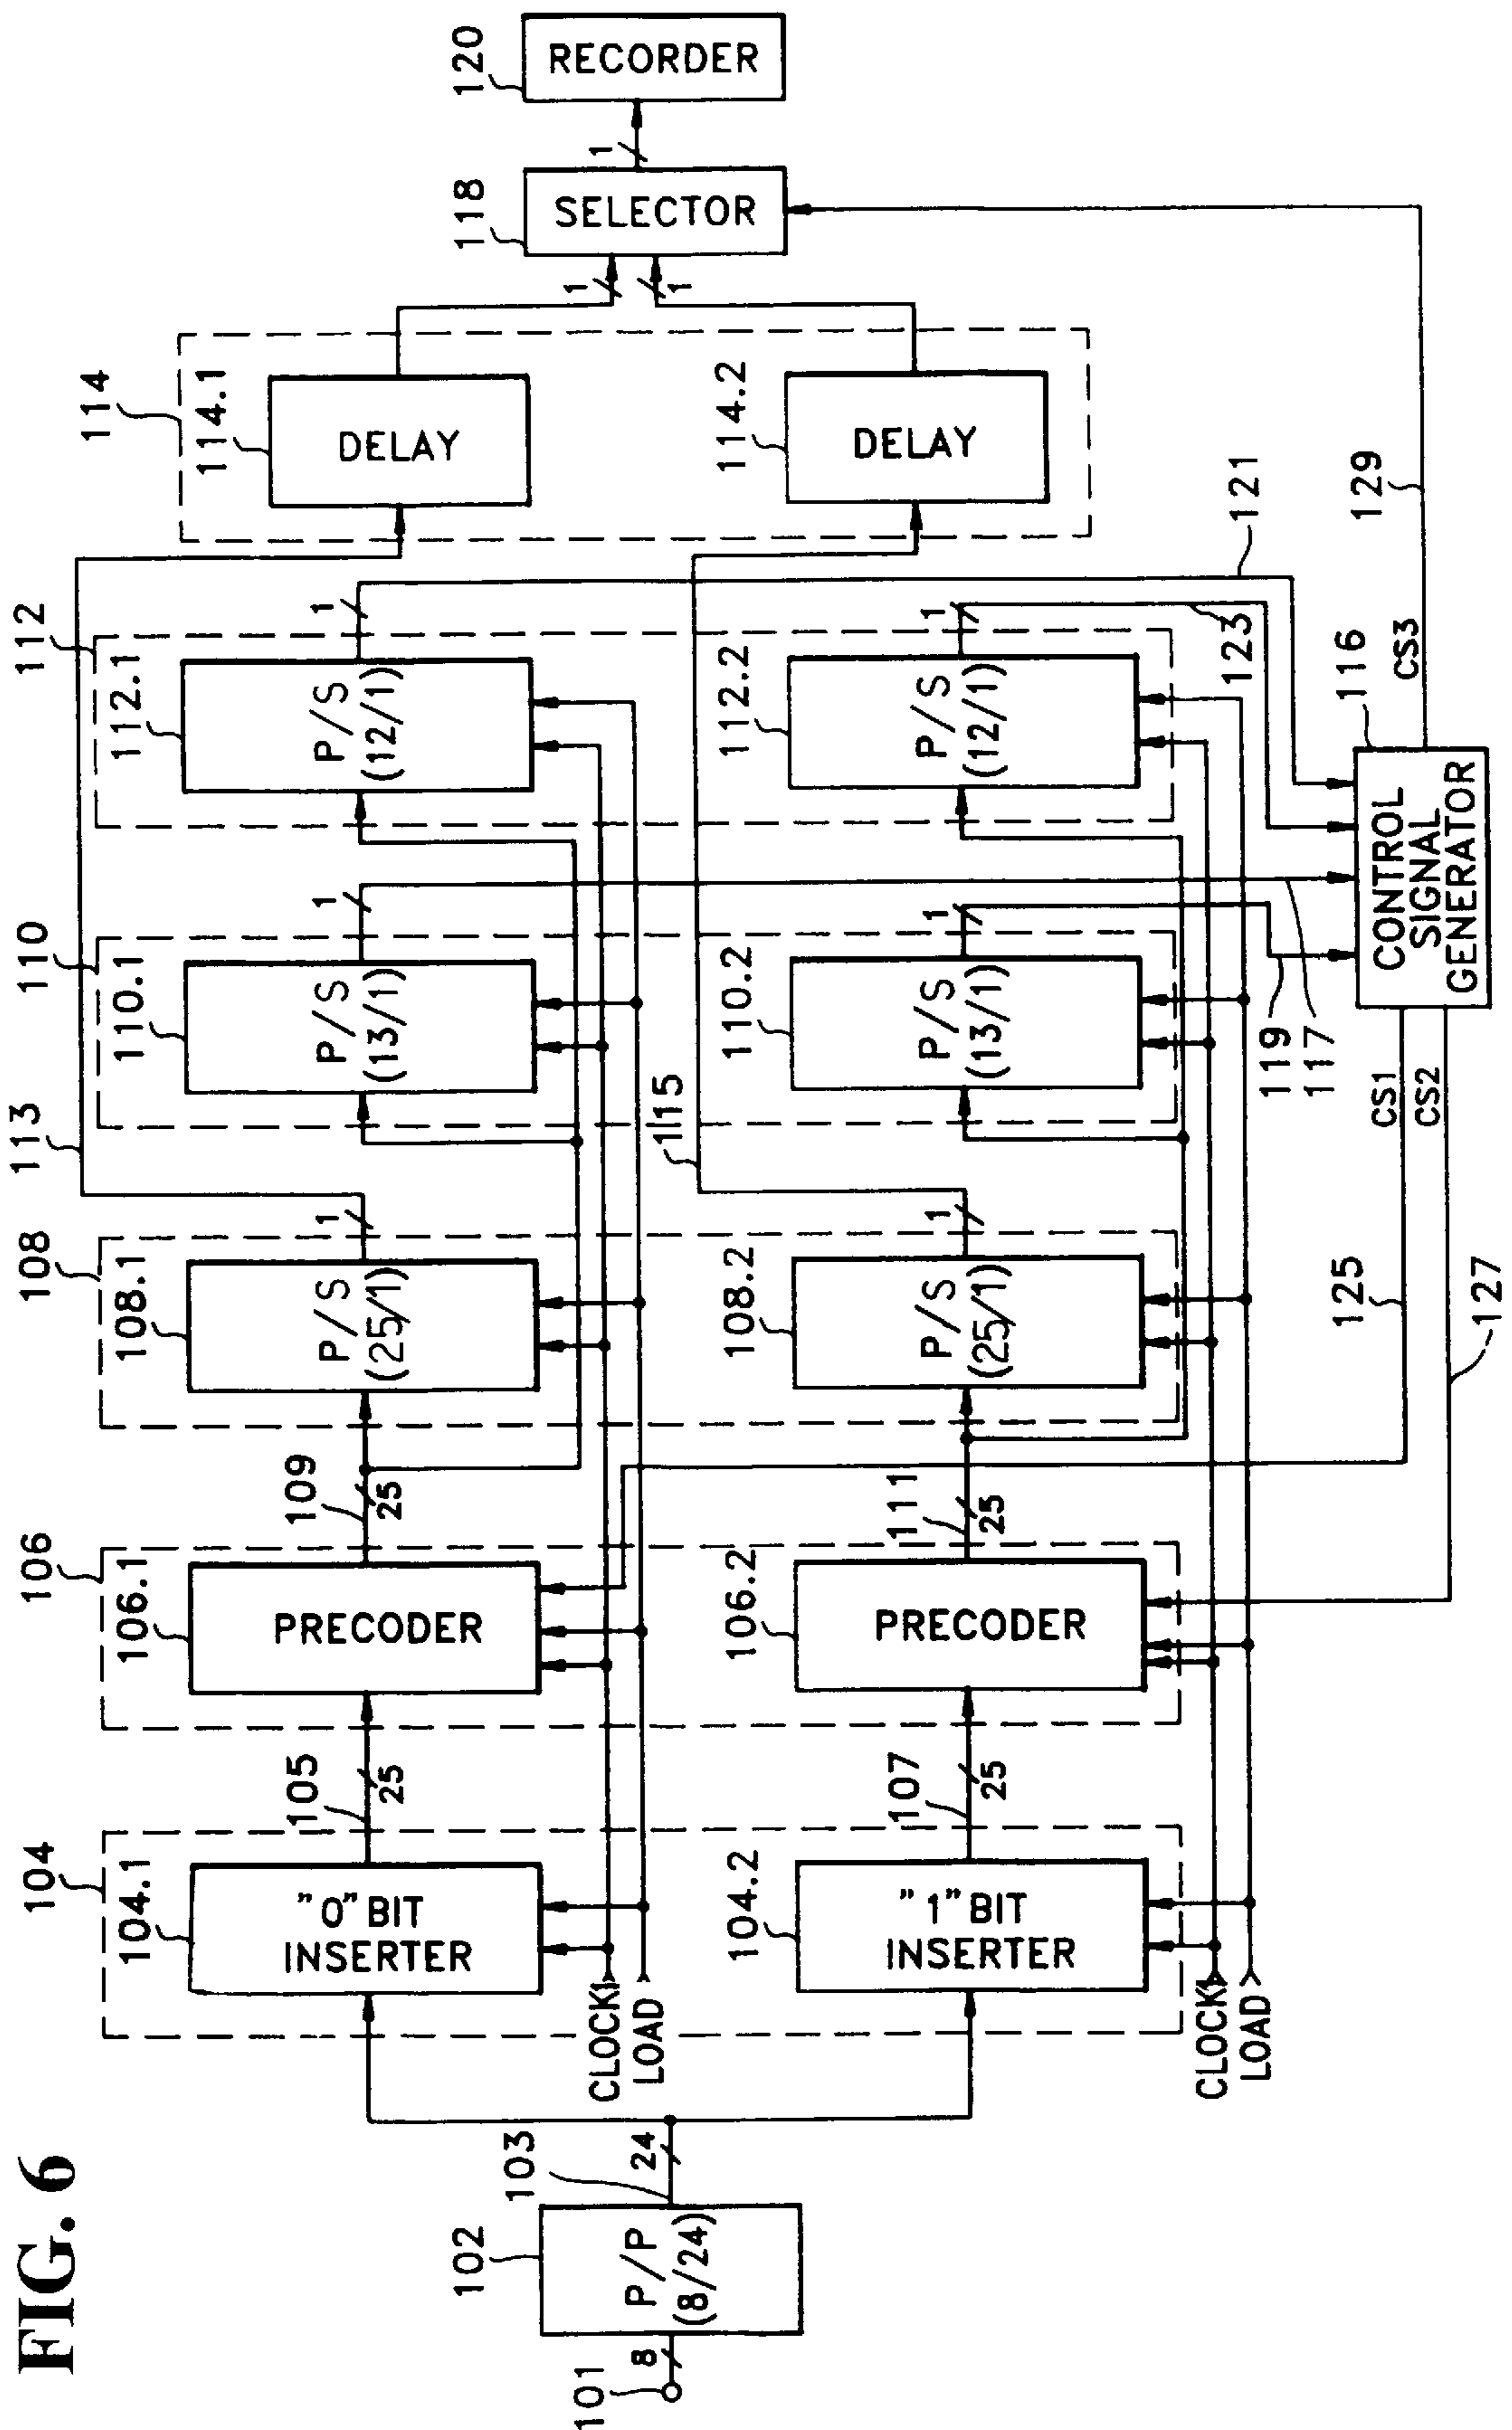 FIG. 6
101
8
102
P/P
(8/24)
103
24
104
104.1
"0" BIT
INSERTER
CLOCK
LOAD
104.2
"1" BIT
INSERTER
CLOCK
LOAD
105
25
107
25
106
106.1
PRECODER
106.2
PRECODER
109
25
111
25
108
108.1
P/S
(25/1)
1
108.2
P/S
(25/1)
1
113
115
110
110.1
P/S
(13/1)
1
110.2
P/S
(13/1)
1
112
112.1
P/S
(12/1)
1
112.2
P/S
(12/1)
1
114
114.1
DELAY
114.2
DELAY
1
1
118
SELECTOR
1
120
RECORDER
119
117
123
121
116
CONTROL
SIGNAL
GENERATOR
CS1
CS2
CS3
125
127
129